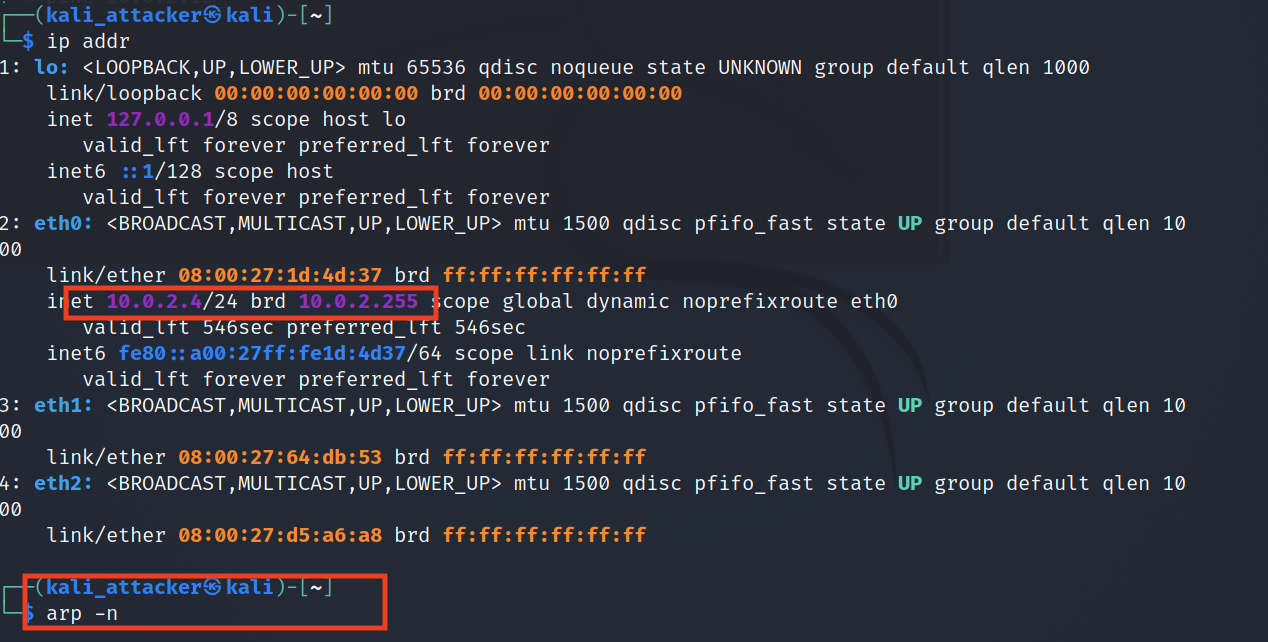 ┌──(kali_attacker㉿kali)-[~]
└─$ ip addr
1: lo: <LOOPBACK,UP,LOWER_UP> mtu 65536 qdisc noqueue state UNKNOWN group default qlen 1000
link/loopback 00:00:00:00:00:00 brd 00:00:00:00:00:00
inet 127.0.0.1/8 scope host lo
valid_lft forever preferred_lft forever
inet6 ::1/128 scope host
valid_lft forever preferred_lft forever
2: eth0: <BROADCAST,MULTICAST,UP,LOWER_UP> mtu 1500 qdisc pfifo_fast state UP group default qlen 10
00
link/ether 08:00:27:1d:4d:37 brd ff:ff:ff:ff:ff:ff
inet 10.0.2.4/24 brd 10.0.2.255 scope global dynamic noprefixroute eth0
valid_lft 546sec preferred_lft 546sec
inet6 fe80::a00:27ff:fe1d:4d37/64 scope link noprefixroute
valid_lft forever preferred_lft forever
3: eth1: <BROADCAST,MULTICAST,UP,LOWER_UP> mtu 1500 qdisc pfifo_fast state UP group default qlen 10
00
link/ether 08:00:27:64:db:53 brd ff:ff:ff:ff:ff:ff
4: eth2: <BROADCAST,MULTICAST,UP,LOWER_UP> mtu 1500 qdisc pfifo_fast state UP group default qlen 10
00
link/ether 08:00:27:d5:a6:a8 brd ff:ff:ff:ff:ff:ff
┌──(kali_attacker㉿kali)-[~]
└─$ arp -n